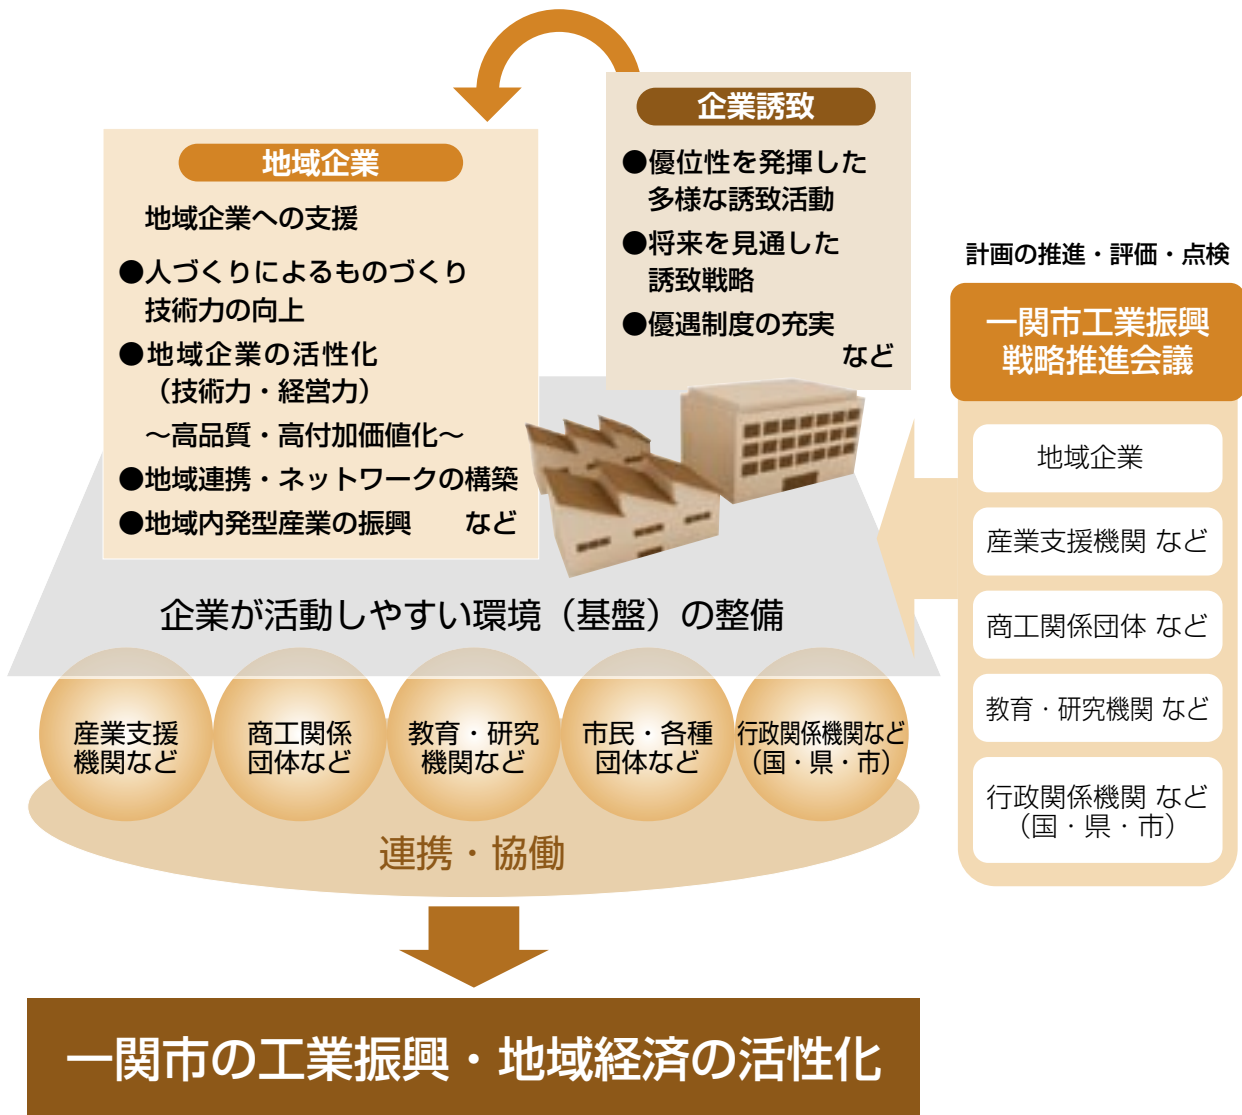 企業誘致
●優位性を発揮した
多様な誘致活動
●将来を見通した
誘致戦略
●優遇制度の充実
など
地域企業
地域企業への支援
●人づくりによるものづくり
技術力の向上
●地域企業の活性化
（技術力・経営力）
～高品質・高付加価値化～
●地域連携・ネットワークの構築
●地域内発型産業の振興 など
企業が活動しやすい環境（基盤）の整備
産業支援
機関など
商工関係
団体など
教育・研究
機関など
市民・各種
団体など
行政関係機関など
（国・県・市）
連携・協働
計画の推進・評価・点検
一関市工業振興
戦略推進会議
地域企業
産業支援機関 など
商工関係団体 など
教育・研究機関 など
行政関係機関 など
（国・県・市）
一関市の工業振興・地域経済の活性化